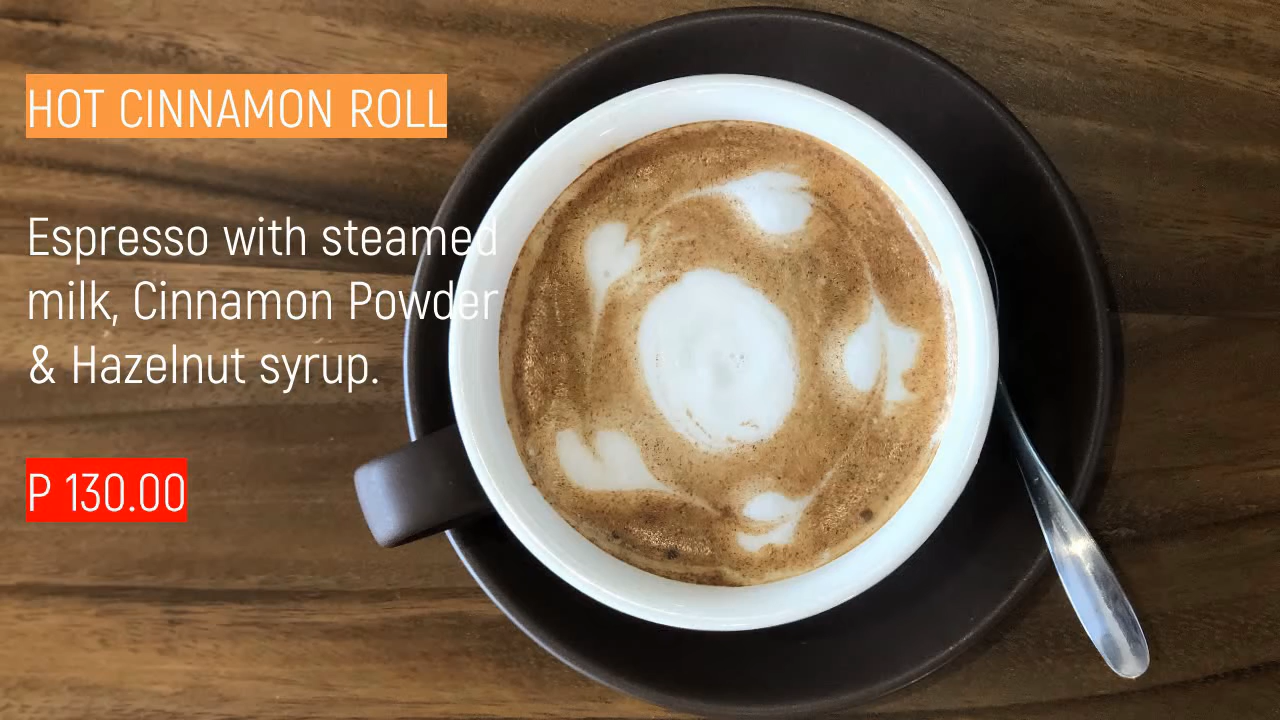 HOT CINNAMON ROLL
Espresso with steamed
milk, Cinnamon Powder
& Hazelnut syrup.
P 130.00